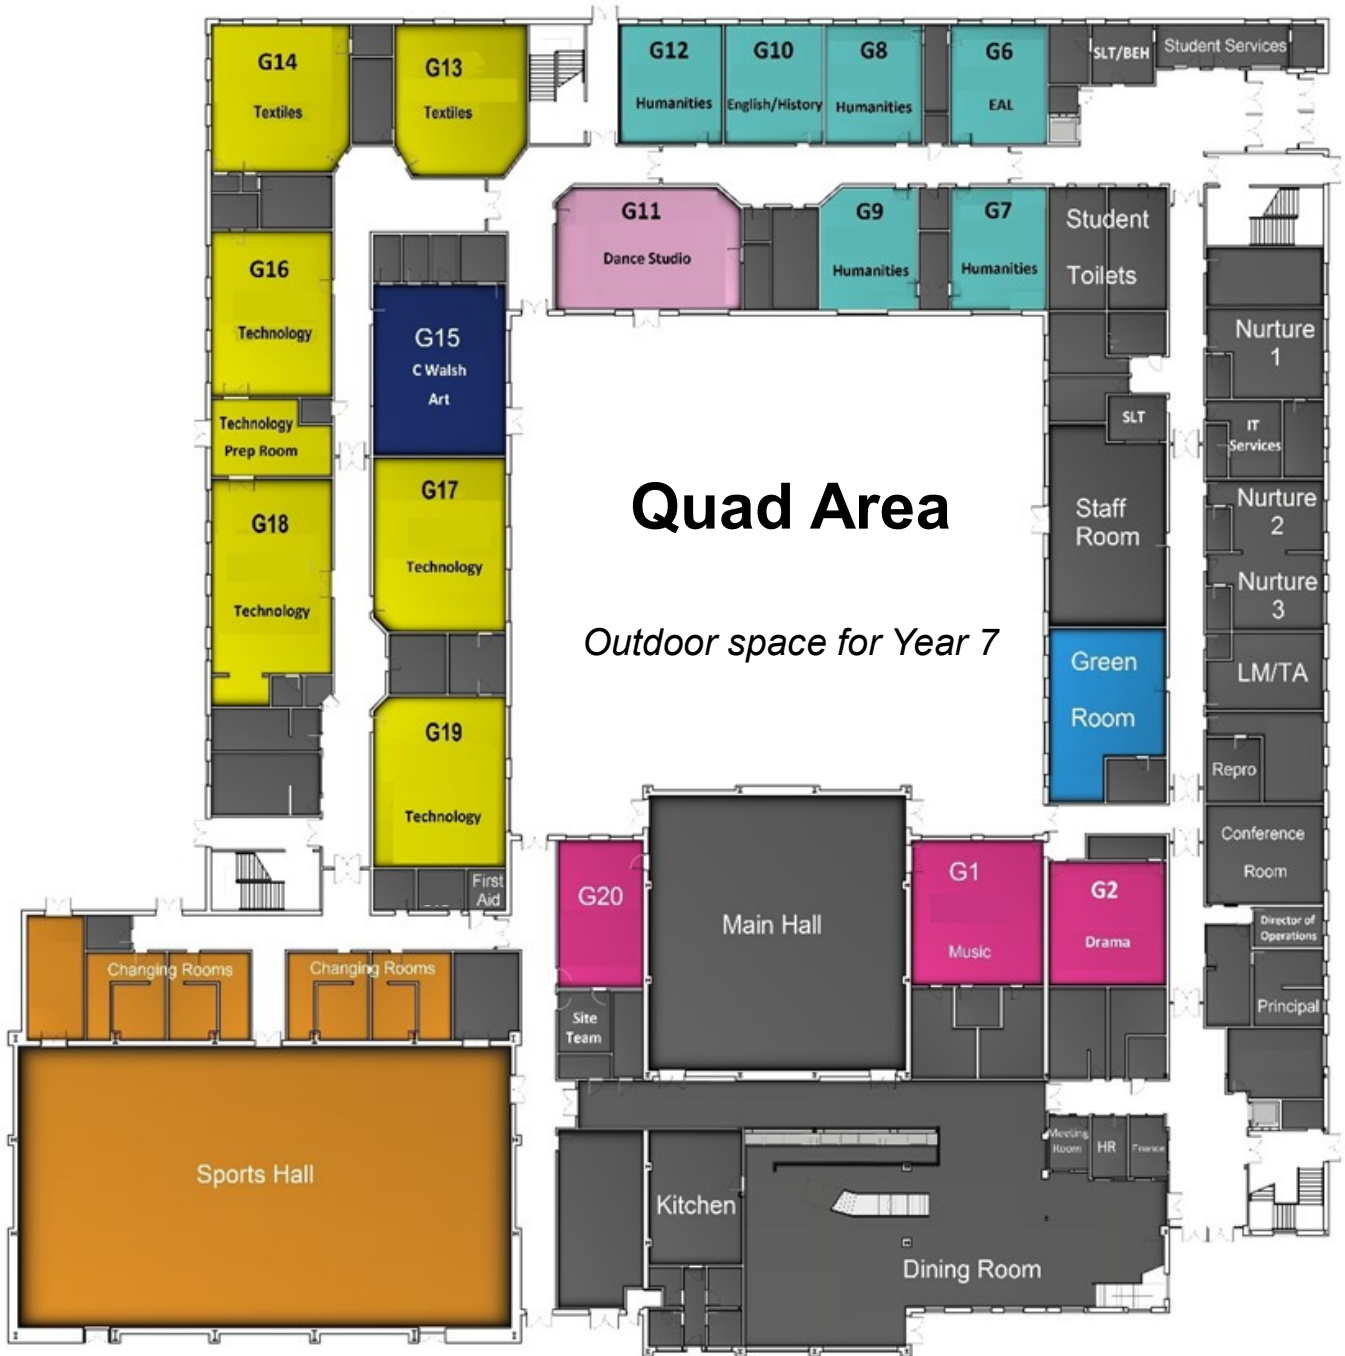 G14
Textiles
G13
Textiles
G12
Humanities
G10
English/History
G8
Humanities
G6
EAL
SLT/BEH
Student Services
G11
Dance Studio
G9
Humanities
G7
Humanities
Student
Toilets
G16
Technology
G15
C Walsh
Art
Nurture
1
Technology
Prep Room
SLT
IT
Services
G17
Technology
Quad Area
Outdoor space for Year 7
Staff
Room
Nurture
2
G18
Technology
Nurture
3
Green
Room
LM/TA
G19
Technology
Repro
Conference
Room
First
Aid
G20
Main Hall
G1
Music
G2
Drama
Director of
Operations
Changing Rooms
Changing Rooms
Principal
Site
Team
Meeting
Room
HR
Finance
Sports Hall
Kitchen
Dining Room